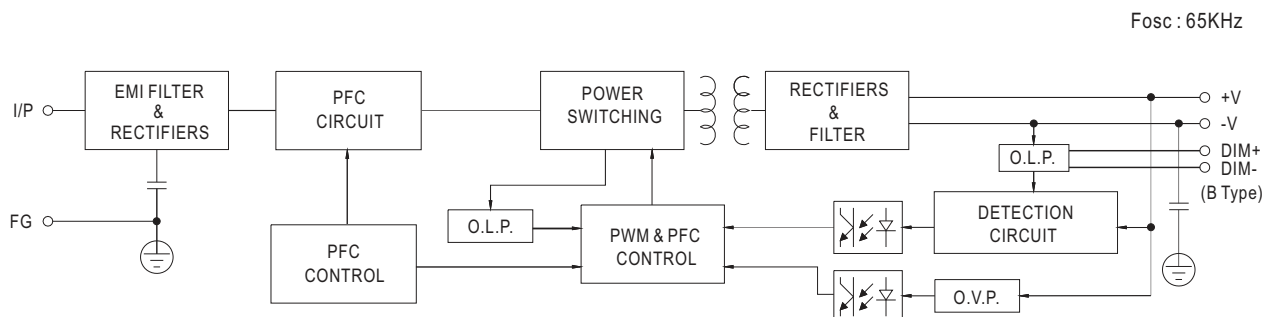 Fosc : 65KHz
I/P
EMI FILTER
&
RECTIFIERS
PFC
CIRCUIT
POWER
SWITCHING
RECTIFIERS
&
FILTER
+V
-V
O.L.P.
DIM+
DIM-
(B Type)
FG
O.L.P.
PFC
CONTROL
PWM & PFC
CONTROL
DETECTION
CIRCUIT
O.V.P.